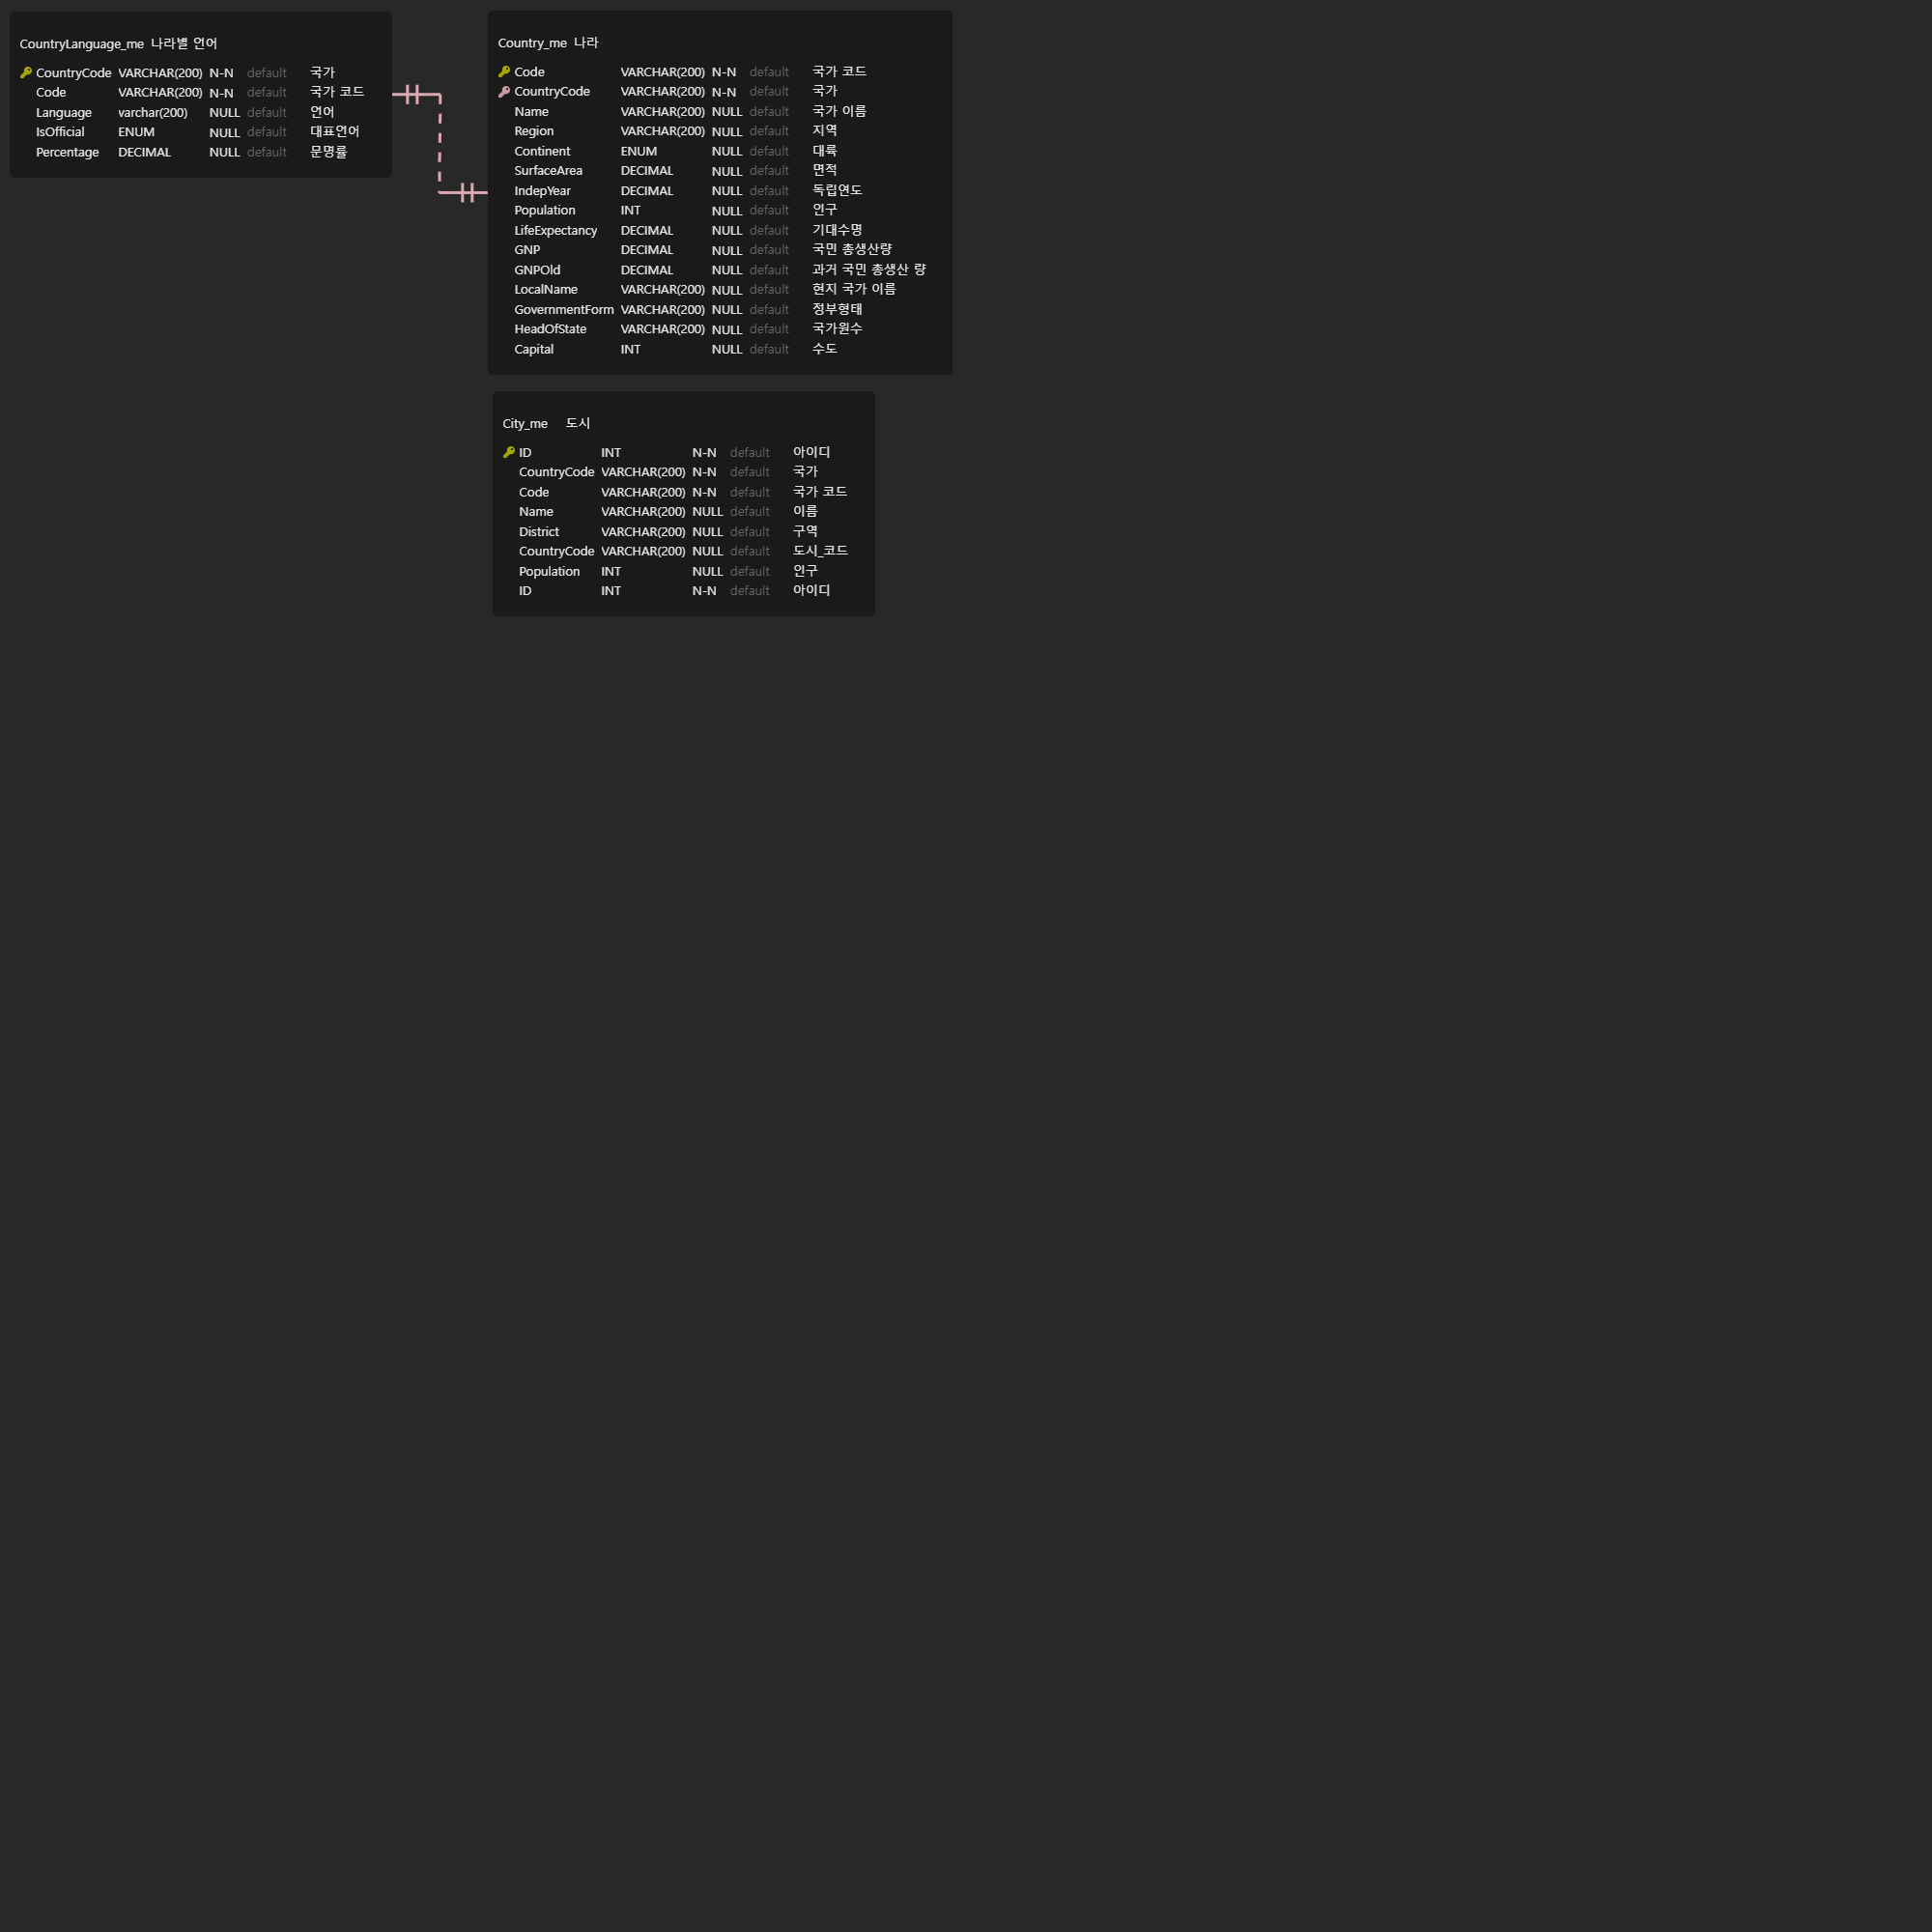 CountryLanguage_me 나라별 언어
CountryCode VARCHAR(200) N-N default 국가
Code VARCHAR(200) N-N default 국가 코드
Language varchar(200) NULL default 언어
IsOfficial ENUM NULL default 대표언어
Percentage DECIMAL NULL default 문명률
Country_me 나라
Code VARCHAR(200) N-N default 국가 코드
CountryCode VARCHAR(200) N-N default 국가
Name VARCHAR(200) NULL default 국가 이름
Region VARCHAR(200) NULL default 지역
Continent ENUM NULL default 대륙
SurfaceArea DECIMAL NULL default 면적
IndepYear DECIMAL NULL default 독립연도
Population INT NULL default 인구
LifeExpectancy DECIMAL NULL default 기대수명
GNP DECIMAL NULL default 국민 총생산량
GNPOld DECIMAL NULL default 과거 국민 총생산 량
LocalName VARCHAR(200) NULL default 현지 국가 이름
GovernmentForm VARCHAR(200) NULL default 정부형태
HeadOfState VARCHAR(200) NULL default 국가원수
Capital INT NULL default 수도
City_me 도시
ID INT N-N default 아이디
CountryCode VARCHAR(200) N-N default 국가
Code VARCHAR(200) N-N default 국가 코드
Name VARCHAR(200) NULL default 이름
District VARCHAR(200) NULL default 구역
CountryCode VARCHAR(200) NULL default 도시_코드
Population INT NULL default 인구
ID INT N-N default 아이디